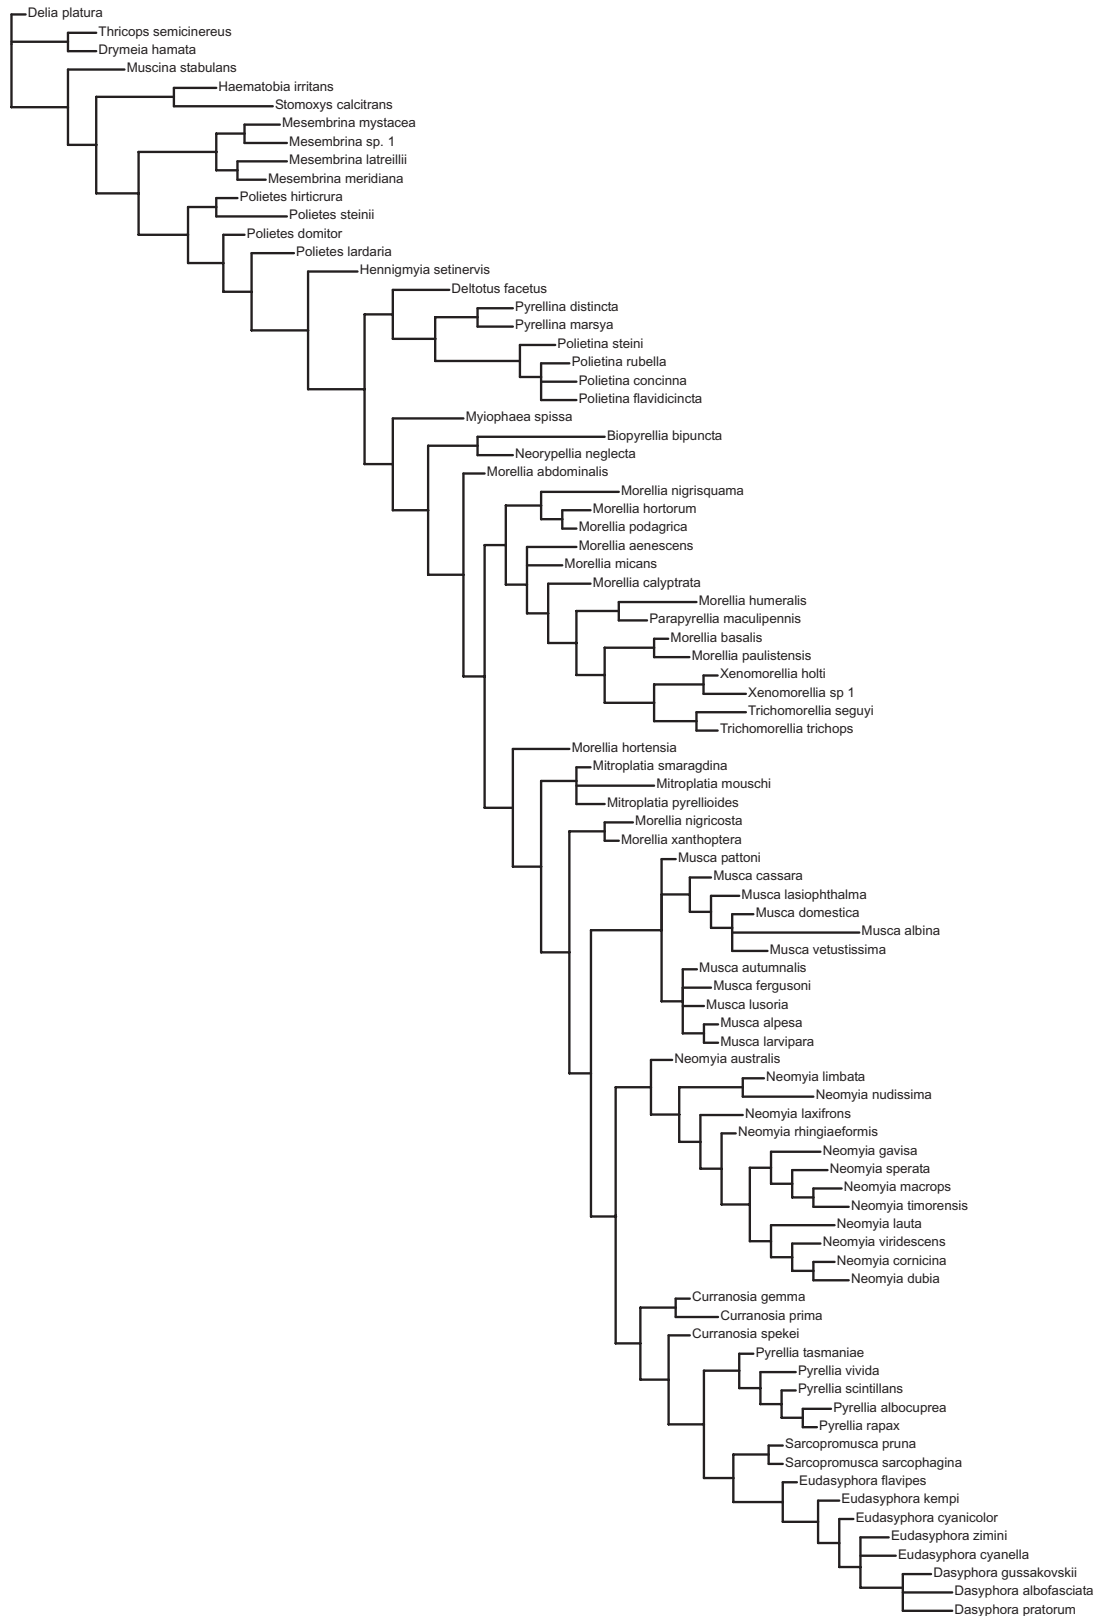 Delia platura
Thricops semicinereus
Drymeia hamata
Muscina stabulans
Haematobia irritans
Stomoxys calcitrans
Mesembrina mystacea
Mesembrina sp. 1
Mesembrina latreillii
Mesembrina meridiana
Polietes hirticrura
Polietes steinii
Polietes domitor
Polietes lardaria
Hennigmyia setinervis
Deltotus facetus
Pyrellina distincta
Pyrellina marsya
Polietina steini
Polietina rubella
Polietina concinna
Polietina flavidicincta
Myiophaea spissa
Biopyrellia bipuncta
Neorypellia neglecta
Morellia abdominalis
Morellia nigrisquama
Morellia hortorum
Morellia podagrica
Morellia aenescens
Morellia micans
Morellia calyptrata
Morellia humeralis
Parapyrellia maculipennis
Morellia basalis
Morellia paulistensis
Xenomorellia holti
Xenomorellia sp 1
Trichomorellia seguyi
Trichomorellia trichops
Morellia hortensia
Mitroplatia smaragdina
Mitroplatia mouschi
Mitroplatia pyrellioides
Morellia nigricosta
Morellia xanthoptera
Musca pattoni
Musca cassara
Musca lasiophthalma
Musca domestica
Musca albina
Musca vetustissima
Musca autumnalis
Musca fergusoni
Musca lusoria
Musca alpesa
Musca larvipara
Neomyia australis
Neomyia limbata
Neomyia nudissima
Neomyia laxifrons
Neomyia rhingiaeformis
Neomyia gavisa
Neomyia sperata
Neomyia macrops
Neomyia timorensis
Neomyia lauta
Neomyia viridescens
Neomyia cornicina
Neomyia dubia
Curranosia gemma
Curranosia prima
Curranosia spekei
Pyrellia tasmaniae
Pyrellia vivida
Pyrellia scintillans
Pyrellia albocuprea
Pyrellia rapax
Sarcopromusca pruna
Sarcopromusca sarcophagina
Eudasyphora flavipes
Eudasyphora kempi
Eudasyphora cyanicolor
Eudasyphora zimini
Eudasyphora cyanella
Dasyphora gussakovskii
Dasyphora albofasciata
Dasyphora pratorum